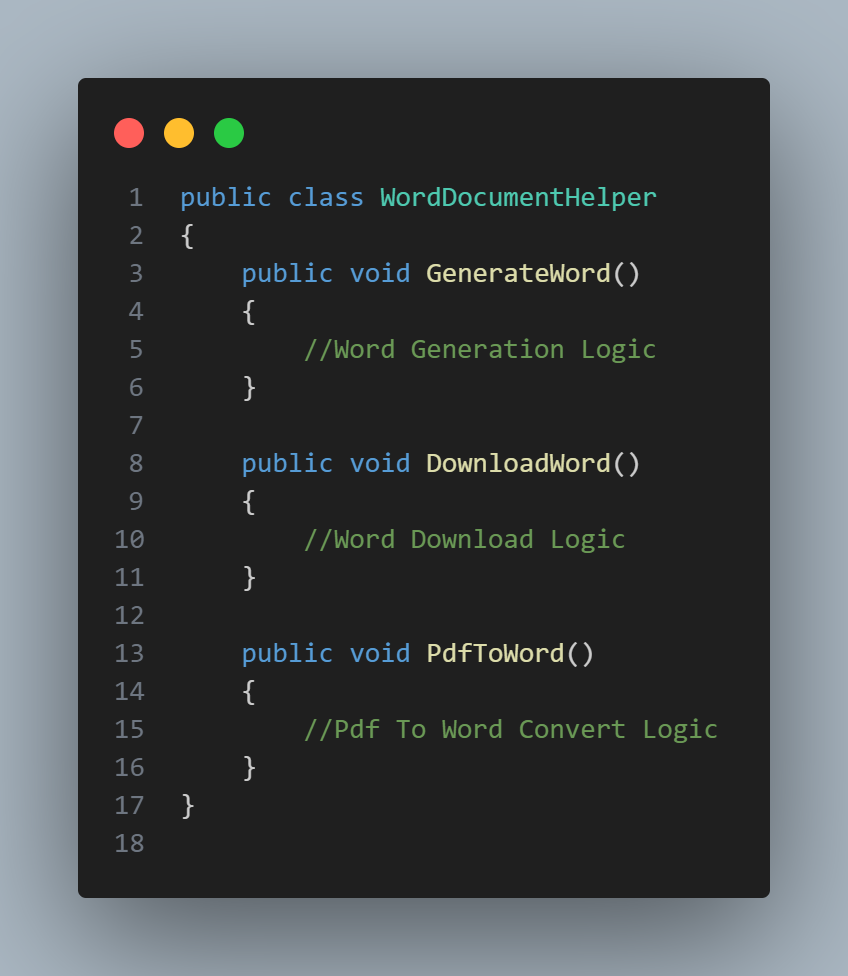 1 public class WordDocumentHelper
2 {
3     public void GenerateWord()
4     {
5         //Word Generation Logic
6     }
7
8     public void DownloadWord()
9     {
10         //Word Download Logic
11     }
12
13     public void PdfToWord()
14     {
15         //Pdf To Word Convert Logic
16     }
17 }
18